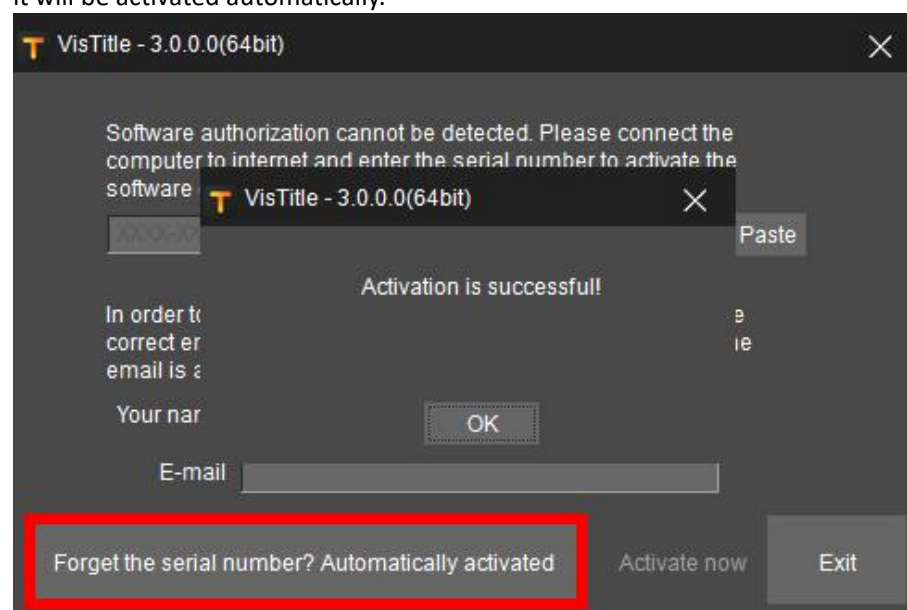 it will be activated automatically.
VisTitle - 3.0.0.0(64bit)
Software authorization cannot be detected. Please connect the
computer to internet and enter the serial number to activate the
software
VisTitle - 3.0.0.0(64bit)
Paste
Activation is successful!
In order to
correct
email is
Your
OK
E-mail
Forget the serial number? Automatically activated
Activate now
Exit